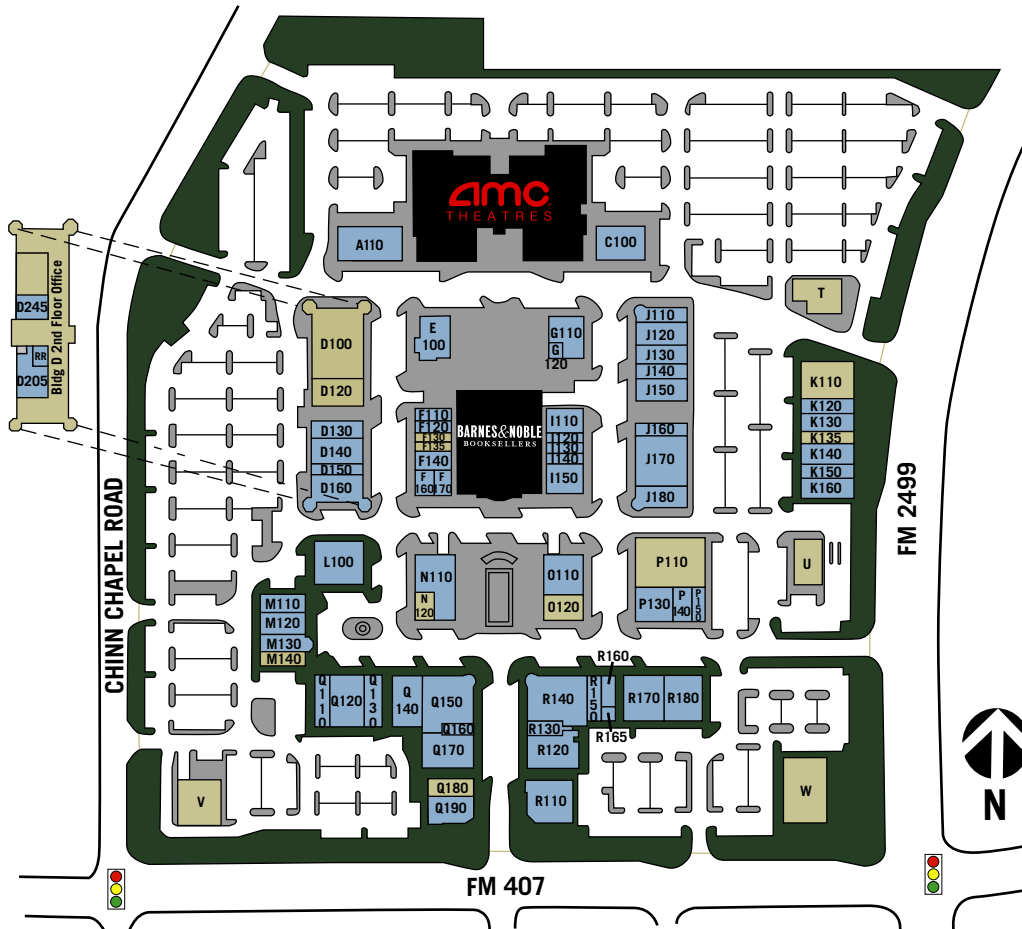 amc
THEATRES
A110
C100
T
D245
RR
D205
Bldg D 2nd Floor Office
D100
D120
D130
D140
D150
D160
E
100
G110
G
120
F110
F120
F130
F135
F140
F
160
F
170
BARNES&NOBLE
BOOKSELLERS
I110
I120
I130
I140
I150
J110
J120
J130
J140
J150
J160
J170
J180
K110
K120
K130
K135
K140
K150
K160
CHINN CHAPEL ROAD
FM 2499
L100
N110
N
120
O110
O120
P110
P130
P
140
P
1
5
0
U
M110
M120
M130
M140
Q
1
1
0
Q120
Q
1
3
0
Q
140
Q150
Q160
Q170
Q180
Q190
R160
R140
R
1
5
0
R170
R180
R165
R130
R120
R110
V
W
N
FM 407